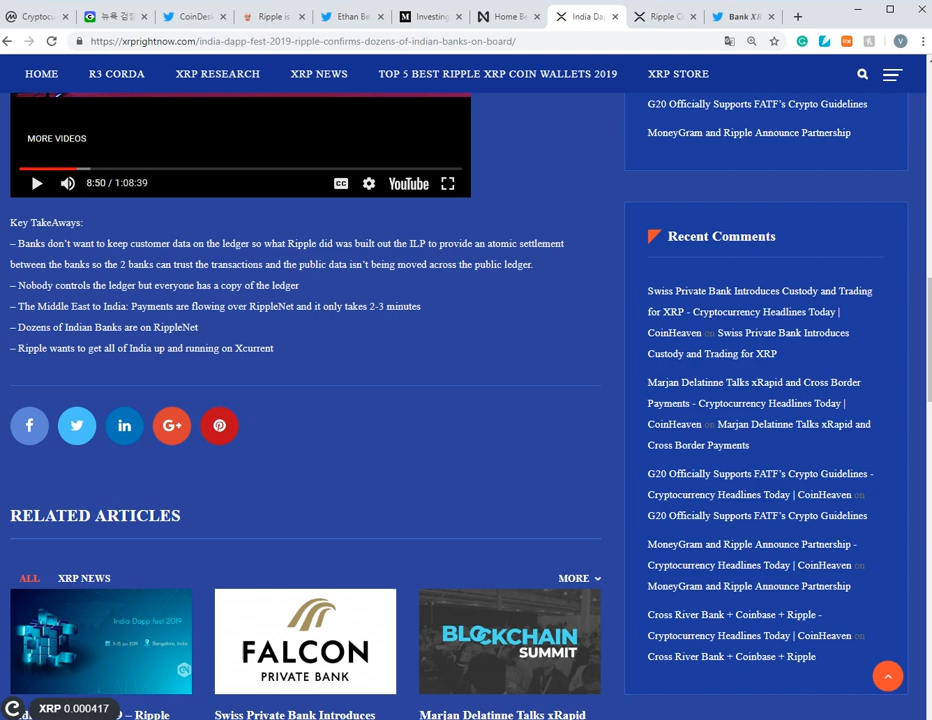 Cryptocu
뉴욕 검
CoinDesk
Ripple is
Ethan Be
Investing
Home Be
India Da
Ripple C
Bank XR
https://xrprightnow.com/india-dapp-fest-2019-ripple-confirms-dozens-of-indian-banks-on-board/
V
HOME
R3 CORDA
XRP RESEARCH
XRP NEWS
TOP 5 BEST RIPPLE XRP COIN WALLETS 2019
XRP STORE
MORE VIDEOS
8:50 / 1:08:39
CC
YouTube
Key TakeAways:
– Banks don't want to keep customer data on the ledger so what Ripple did was built out the ILP to provide an atomic settlement
between the banks so the 2 banks can trust the transactions and the public data isn't being moved across the public ledger.
– Nobody controls the ledger but everyone has a copy of the ledger
– The Middle East to India: Payments are flowing over RippleNet and it only takes 2-3 minutes
– Dozens of Indian Banks are on RippleNet
– Ripple wants to get all of India up and running on Xcurrent
f
in
G+
RELATED ARTICLES
ALL
XRP NEWS
MORE
India Dapp fest 2019
Bangalore, India
FALCON
PRIVATE BANK
BLOCKCHAIN
SUMMIT
– Ripple
Swiss Private Bank Introduces
Marjan Delatinne Talks xRapid
XRP 0.000417
G20 Officially Supports FATF's Crypto Guidelines
MoneyGram and Ripple Announce Partnership
Recent Comments
Swiss Private Bank Introduces Custody and Trading
for XRP - Cryptocurrency Headlines Today |
CoinHeaven on Swiss Private Bank Introduces
Custody and Trading for XRP
Marjan Delatinne Talks xRapid and Cross Border
Payments - Cryptocurrency Headlines Today |
CoinHeaven on Marjan Delatinne Talks xRapid and
Cross Border Payments
G20 Officially Supports FATF's Crypto Guidelines -
Cryptocurrency Headlines Today | CoinHeaven on
G20 Officially Supports FATF's Crypto Guidelines
MoneyGram and Ripple Announce Partnership -
Cryptocurrency Headlines Today | CoinHeaven on
MoneyGram and Ripple Announce Partnership
Cross River Bank + Coinbase + Ripple -
Cryptocurrency Headlines Today | CoinHeaven on
Cross River Bank + Coinbase + Ripple